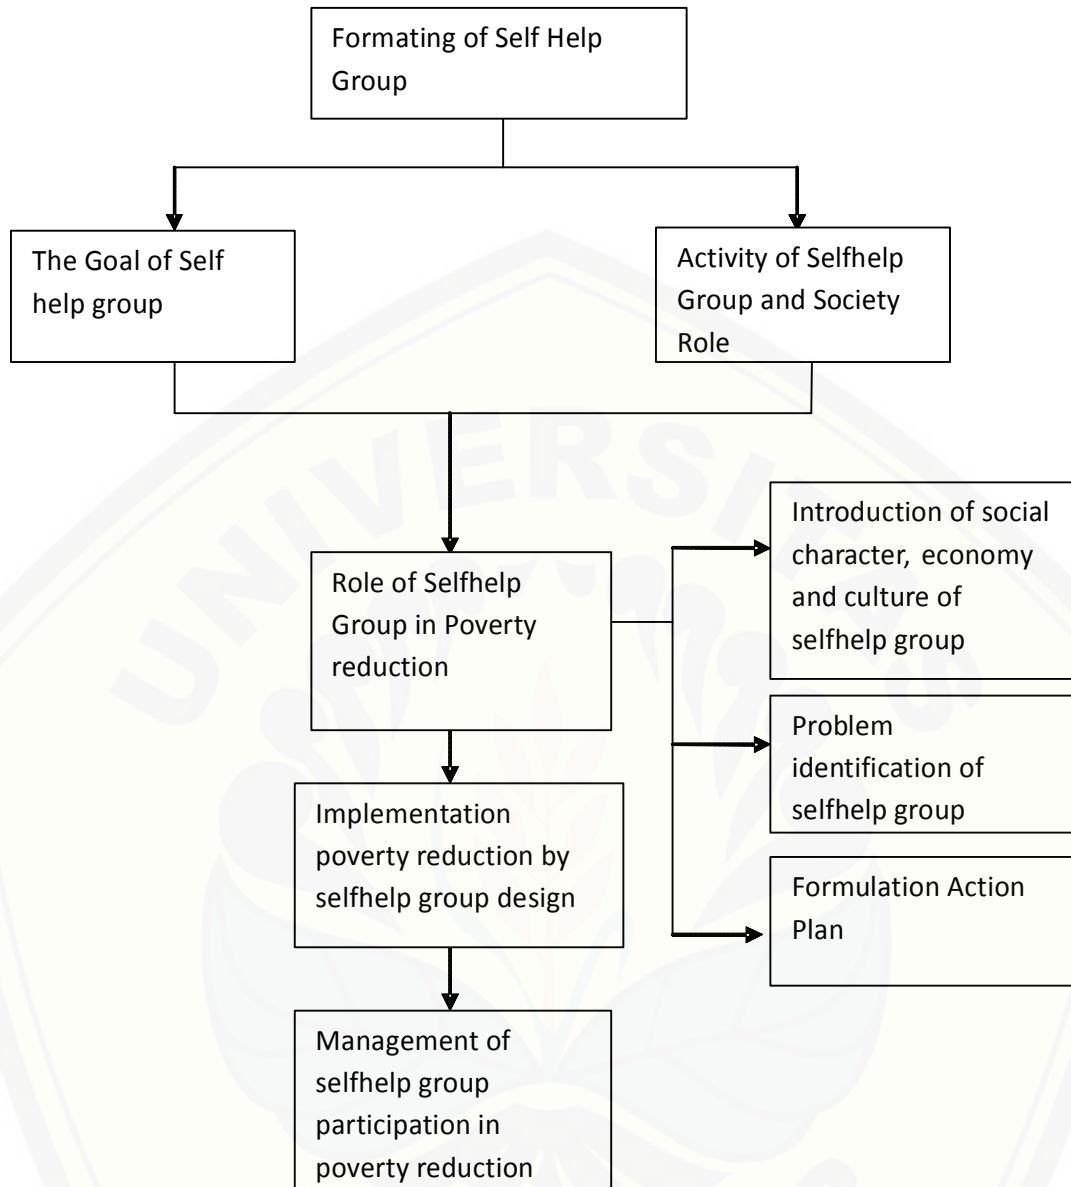 Formating of Self Help
Group
The Goal of Self
help group
Activity of Selfhelp
Group and Society
Role
UNIVERSITAS
Role of Selfhelp
Group in Poverty
reduction
Introduction of social
character, economy
and culture of
selfhelp group
Problem
identification of
selfhelp group
Implementation
poverty reduction by
selfhelp group design
Formulation Action
Plan
Management of
selfhelp group
participation in
poverty reduction